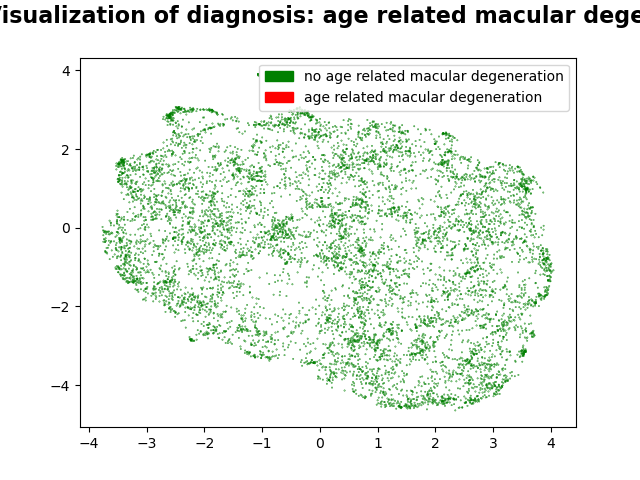 isualization of diagnosis: age related macular dege
no age related macular degeneration
age related macular degeneration
4
2
0
−2
−4
−4 −3 −2 −1 0 1 2 3 4